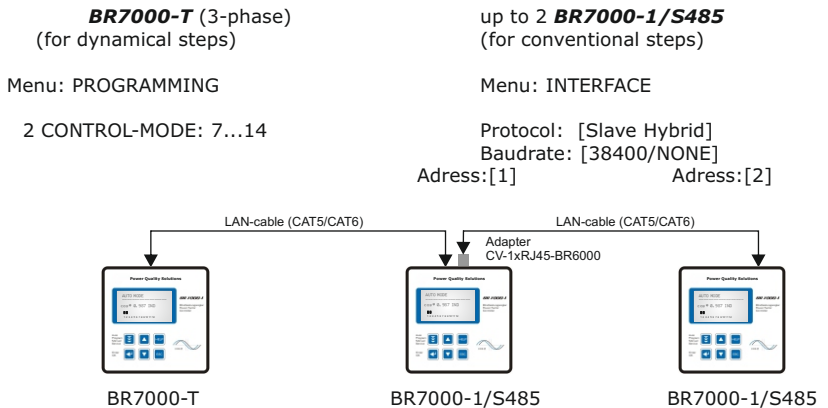 BR7000-T (3-phase)
(for dynamical steps)
Menu: PROGRAMMING
2 CONTROL-MODE: 7...14
up to 2 BR7000-1/S485
(for conventional steps)
Menu: INTERFACE
Protocol: [Slave Hybrid]
Baudrate: [38400/NONE]
Adress:[1] Adress:[2]
LAN-cable (CAT5/CAT6)
LAN-cable (CAT5/CAT6)
Adapter
CV-1xRJ45-BR6000
Power Quality Solutions
AUTO MODE
Power Quality Solutions
AUTO MODE
Power Quality Solutions
AUTO MODE
BR7000-T
BR7000-1/S485
BR7000-1/S485